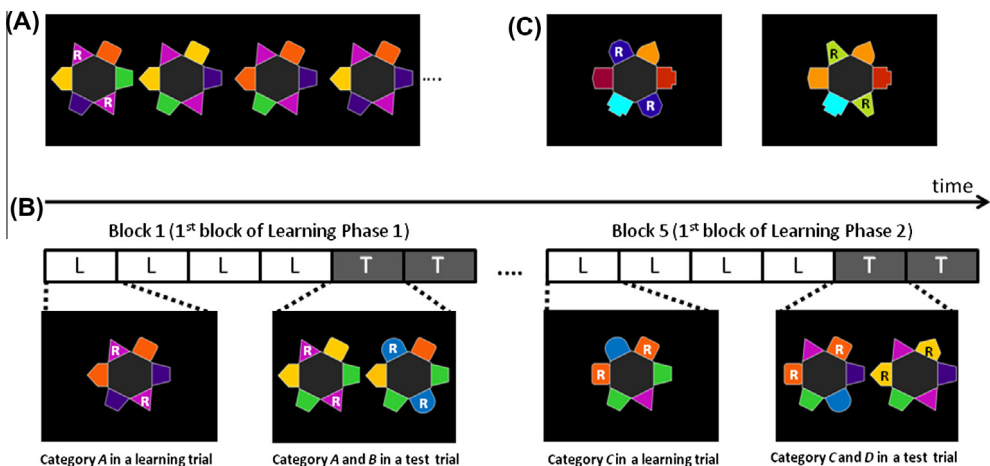 (A)
R
R
....
(C)
R
R
R
R
time
(B)
Block 1 (1st block of Learning Phase 1)
Block 5 (1st block of Learning Phase 2)
L L L L T T .... L L L L T T
R
R
R
R
R
R
R
R
R
R
R
R
Category A in a learning trial
Category A and B in a test trial
Category C in a learning trial
Category C and D in a test trial